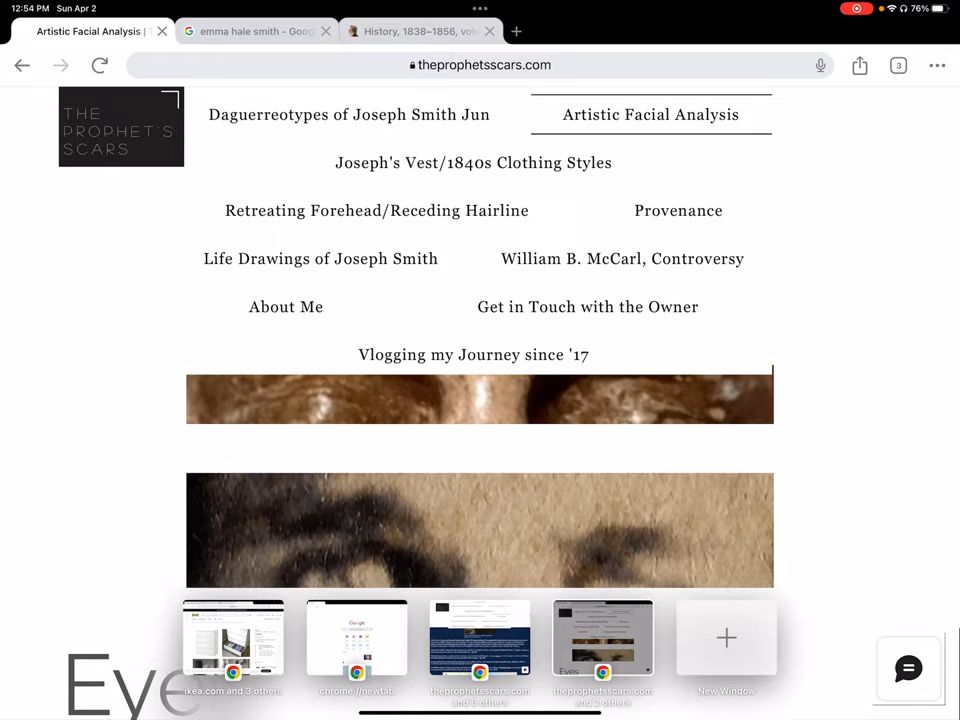 12:54 PM Sun Apr 2
76%
Artistic Facial Analysis | T
emma hale smith - Goog
History, 1838–1856, volu
theprophetsscars.com
3
THE
PROPHET'S
SCARS
Daguerreotypes of Joseph Smith Jun
Artistic Facial Analysis
Joseph's Vest/1840s Clothing Styles
Retreating Forehead/Receding Hairline
Provenance
Life Drawings of Joseph Smith
William B. McCarl, Controversy
About Me
Get in Touch with the Owner
Vlogging my Journey since '17
Google
Eyes
ikea.com and 3 others
chrome://newtab
theprophetsscars.com
and 6 others
theprophetsscars.com
and 2 others
New Window
Eye